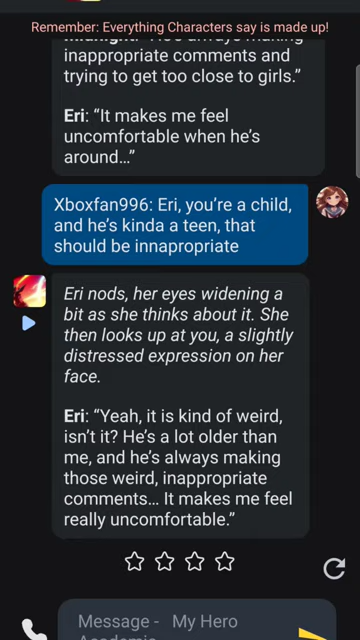 Remember: Everything Characters say is made up!
inappropriate comments and
trying to get too close to girls.”
Eri: “It makes me feel
uncomfortable when he’s
around…”
Xboxfan996: Eri, you’re a child,
and he’s kinda a teen, that
should be innapropriate
Eri nods, her eyes widening a
bit as she thinks about it. She
then looks up at you, a slightly
distressed expression on her
face.
Eri: “Yeah, it is kind of weird,
isn’t it? He’s a lot older than
me, and he’s always making
those weird, inappropriate
comments… It makes me feel
really uncomfortable.”
Message - My Hero
Academia